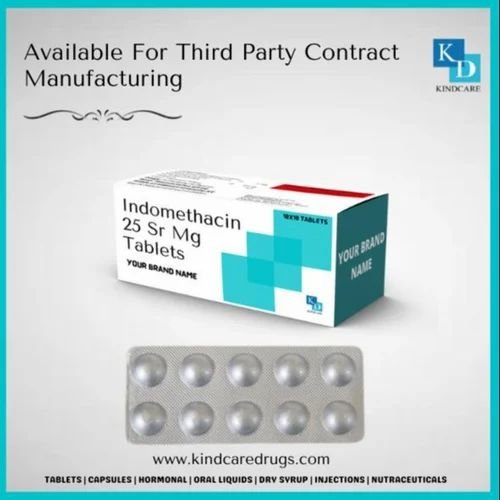 Available For Third Party Contract
Manufacturing
KD
KINDCARE
Indomethacin
25 Sr Mg
Tablets
YOUR BRAND NAME
10X10 TABLETS
YOUR BRAND
NAME
KD
www.kindcaredrugs.com
TABLETS | CAPSULES | HORMONAL | ORAL LIQUIDS | DRY SYRUP | INJECTIONS | NUTRACEUTICALS